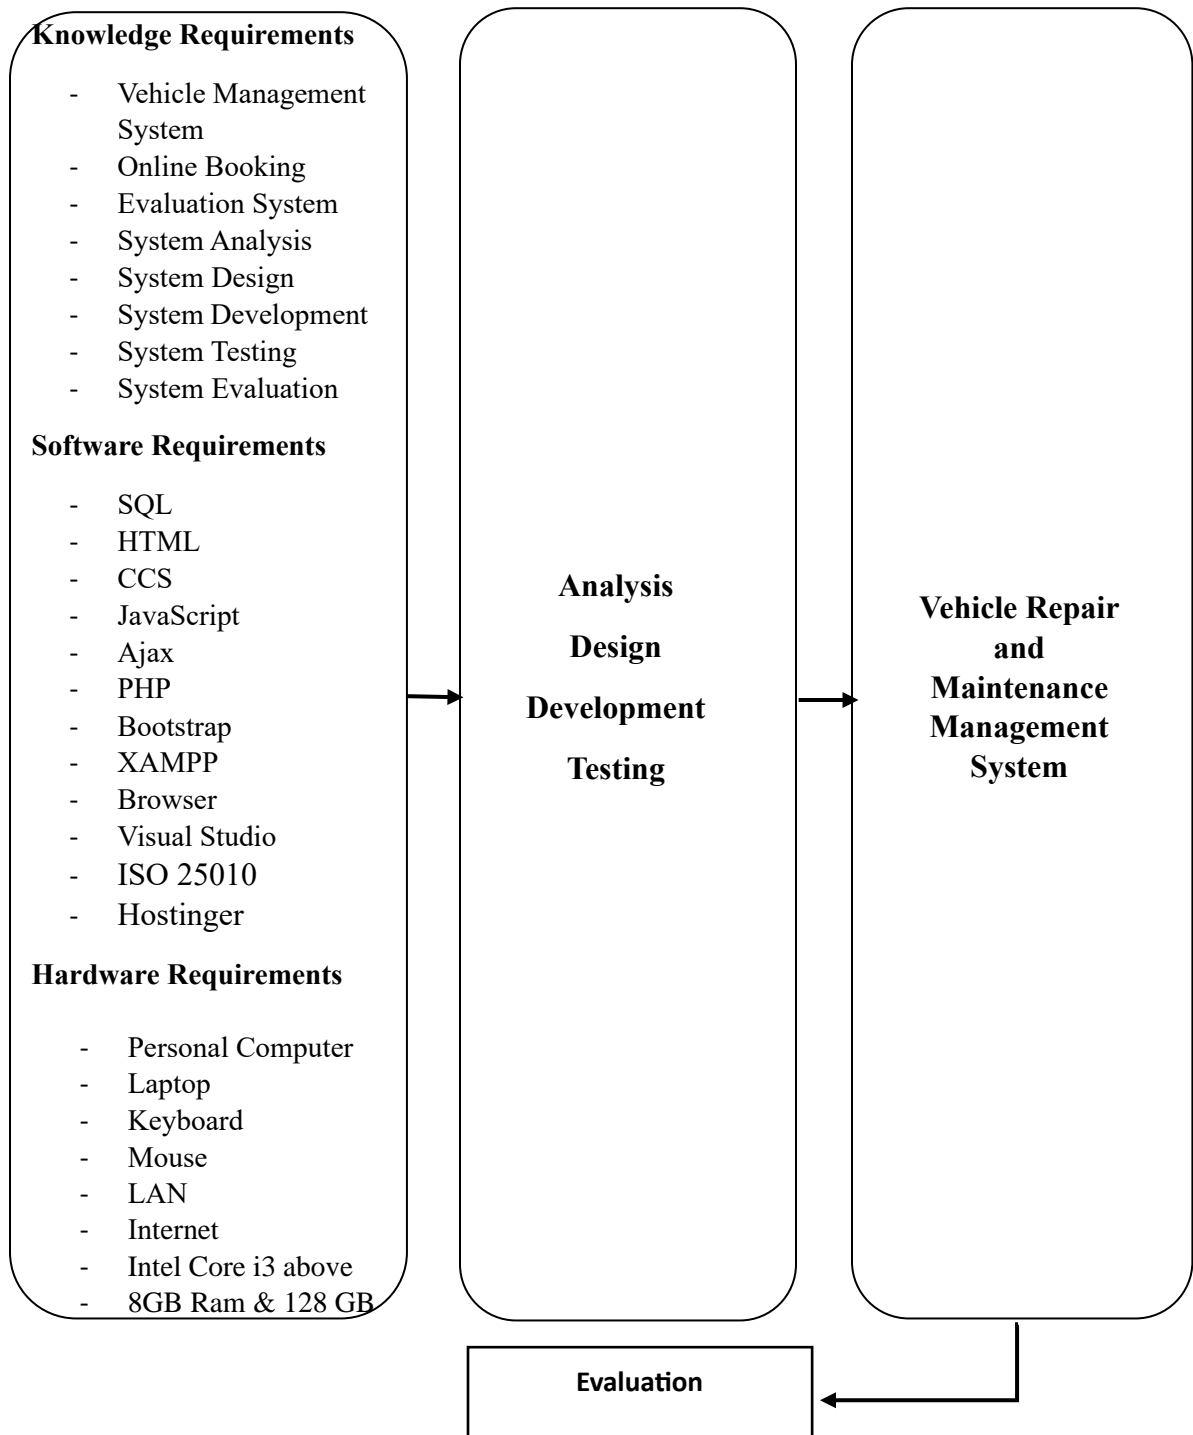 Knowledge Requirements
- Vehicle Management
System
- Online Booking
- Evaluation System
- System Analysis
- System Design
- System Development
- System Testing
- System Evaluation
Software Requirements
- SQL
- HTML
- CCS
- JavaScript
- Ajax
- PHP
- Bootstrap
- XAMPP
- Browser
- Visual Studio
- ISO 25010
- Hostinger
Hardware Requirements
- Personal Computer
- Laptop
- Keyboard
- Mouse
- LAN
- Internet
- Intel Core i3 above
- 8GB Ram & 128 GB
Analysis
Design
Development
Testing
Vehicle Repair
and
Maintenance
Management
System
Evaluation